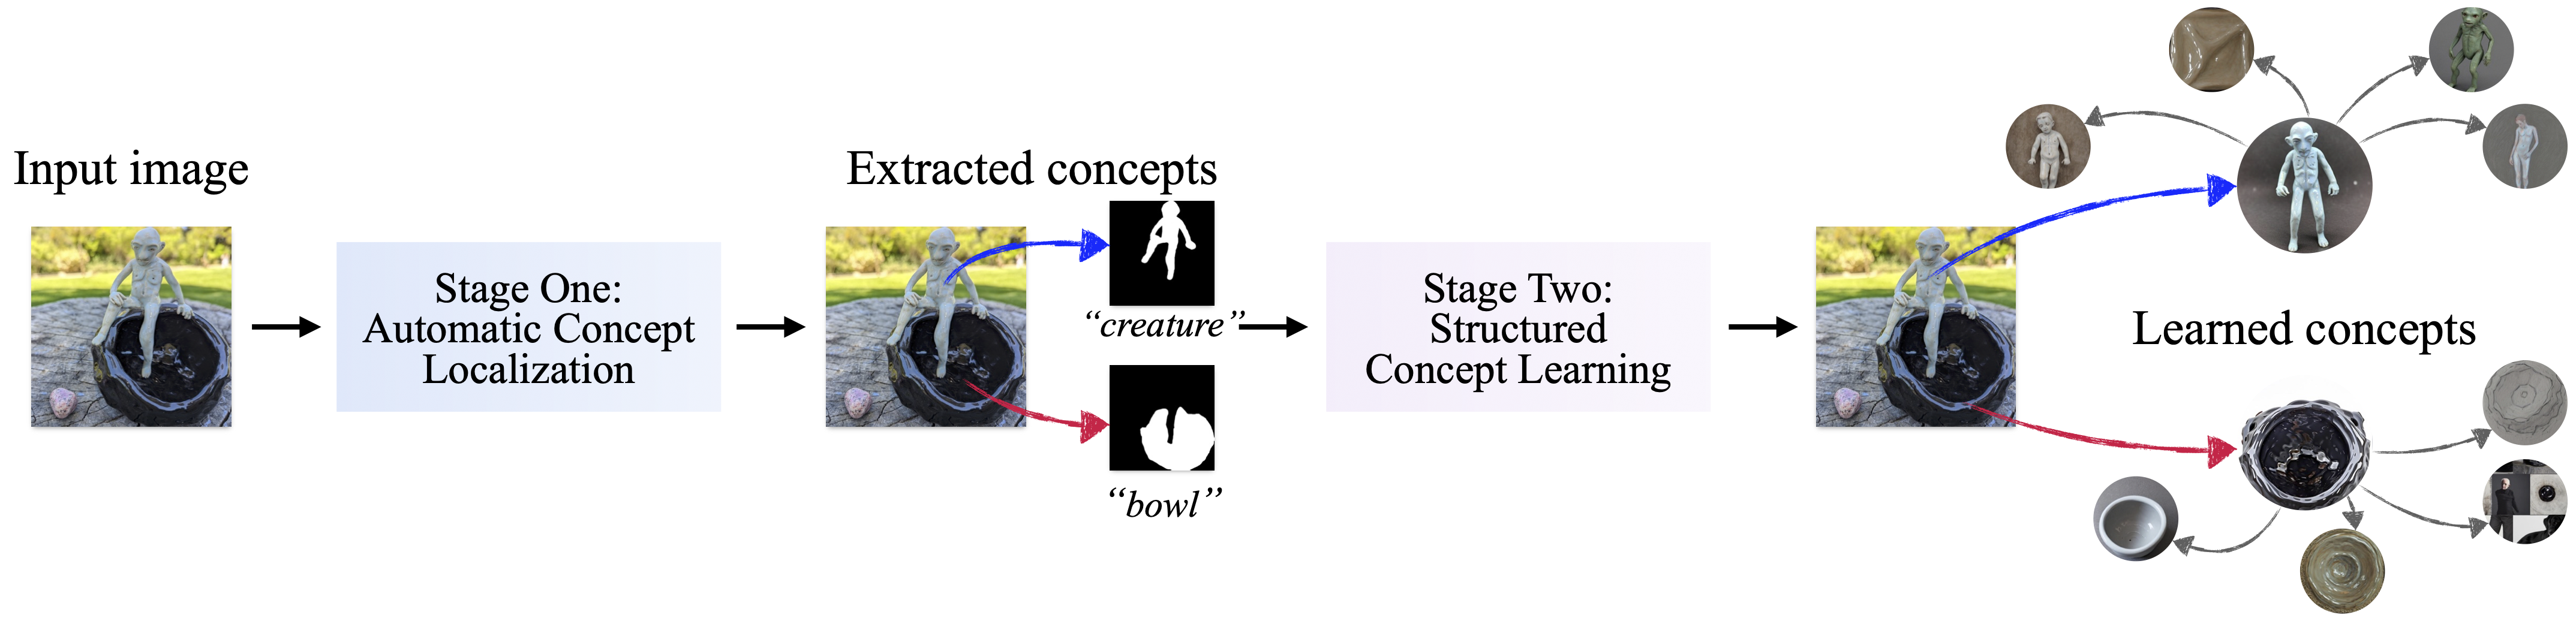 Input image
Stage One:
Automatic Concept
Localization
Extracted concepts
“creature”
“bowl”
Stage Two:
Structured
Concept Learning
Learned concepts